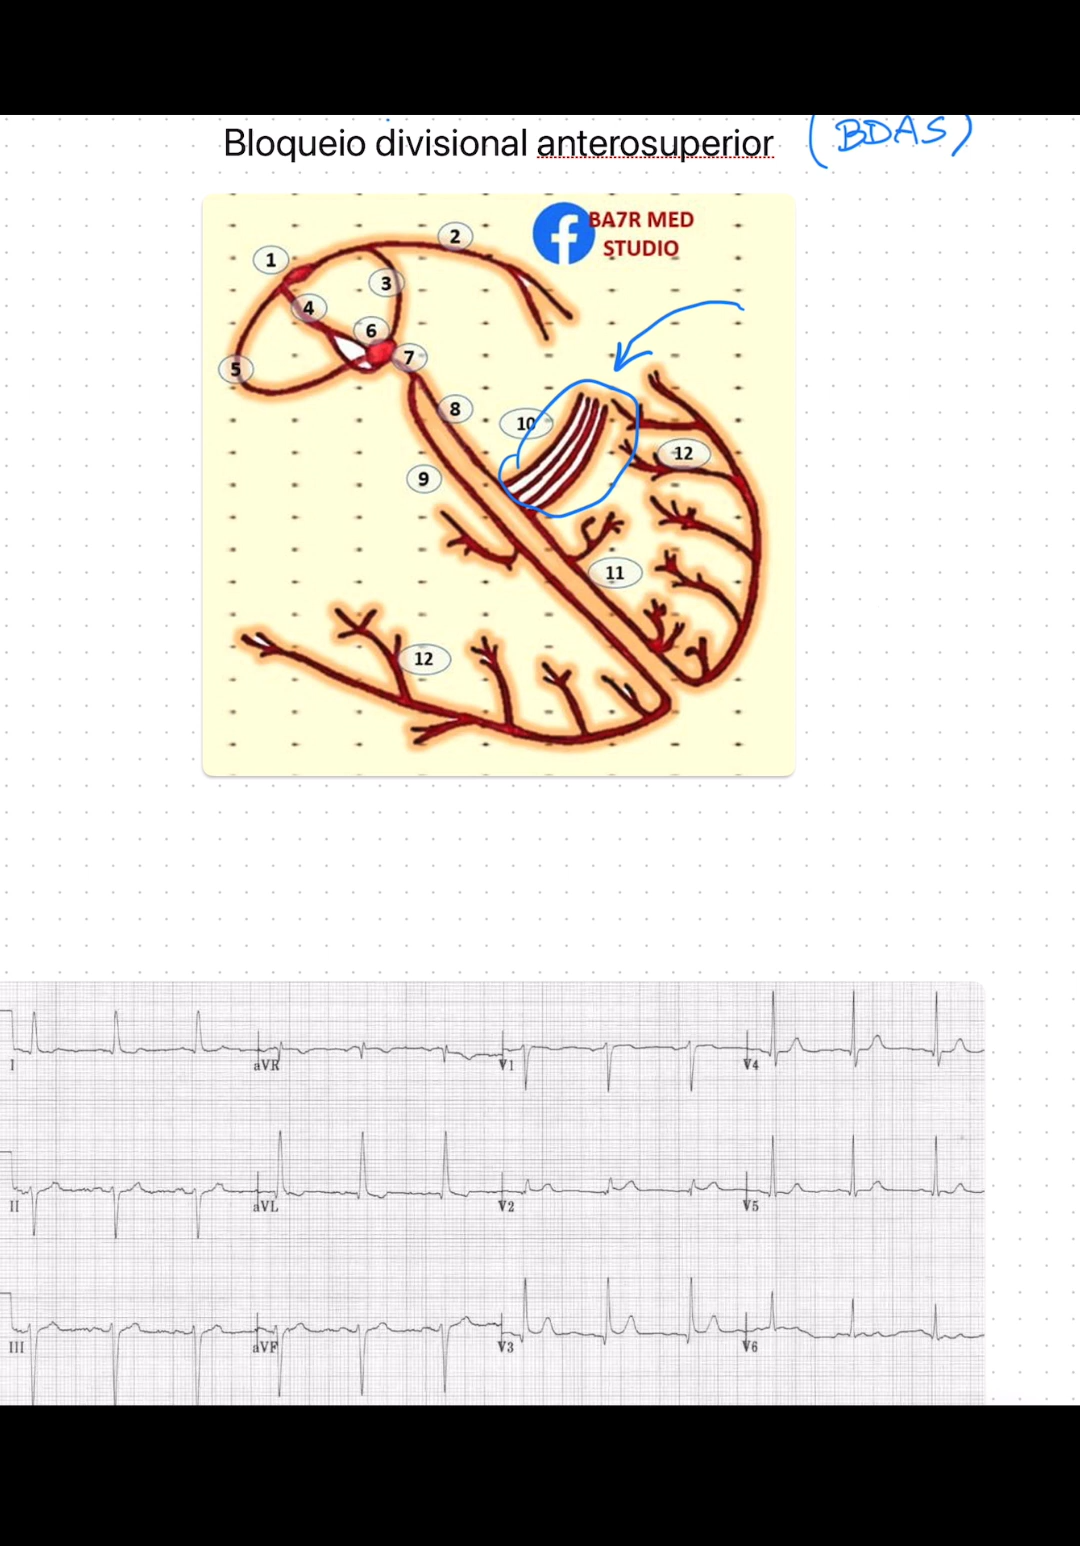 Bloqueio divisional anterosuperior (BDAS)
BA7R MED
STUDIO
1
2
3
4
5
6
7
8
9
10
11
12
12
I
aVR
V1
V4
II
aVL
V2
V5
III
aVF
V3
V6